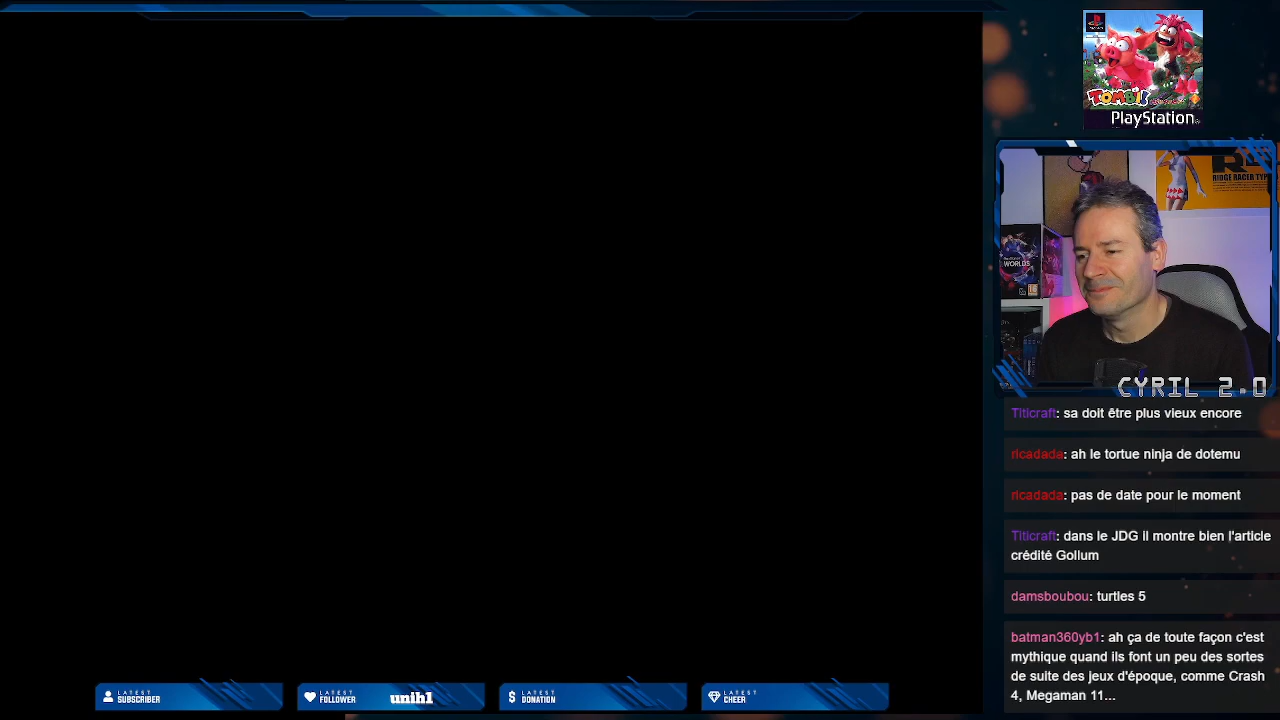 TOMBI!
PlayStation
RIDGE RACER TYPE
WORLDS
CYRIL 2.0
Titicraft: sa doit être plus vieux encore
ricadada: ah le tortue ninja de dotemu
ricadada: pas de date pour le moment
Titicraft: dans le JDG il montre bien l'article
crédité Gollum
damsboubou: turtles 5
batman360yb1: ah ça de toute façon c'est
mythique quand ils font un peu des sortes
de suite des jeux d'époque, comme Crash
4, Megaman 11...
LATEST
SUBSCRIBER
LATEST
FOLLOWER
unih1
LATEST
DONATION
LATEST
CHEER